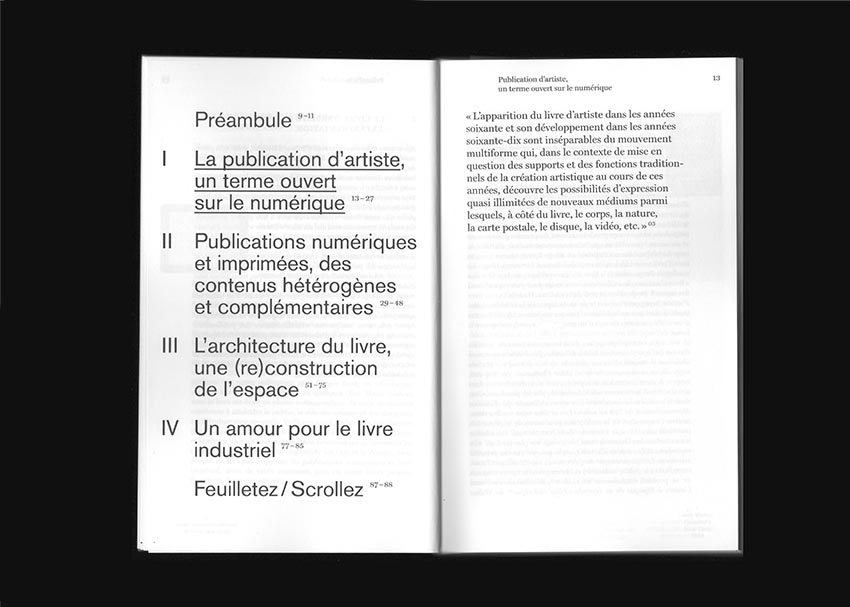 Préambule 9–11
I La publication d'artiste,
un terme ouvert
sur le numérique 13–27
II Publications numériques
et imprimées, des
contenus hétérogènes
et complémentaires 29–48
III L'architecture du livre,
une (re)construction
de l'espace 51–75
IV Un amour pour le livre
industriel 77–85
Feuilletez / Scrollez 87–88
Publication d'artiste,
un terme ouvert sur le numérique
13
« L'apparition du livre d'artiste dans les années
soixante et son développement dans les années
soixante-dix sont inséparables du mouvement
multiforme qui, dans le contexte de mise en
question des supports et des fonctions tradition-
nels de la création artistique au cours de ces
années, découvre les possibilités d'expression
quasi illimitées de nouveaux médiums parmi
lesquels, à côté du livre, le corps, la nature,
la carte postale, le disque, la vidéo, etc. » 03